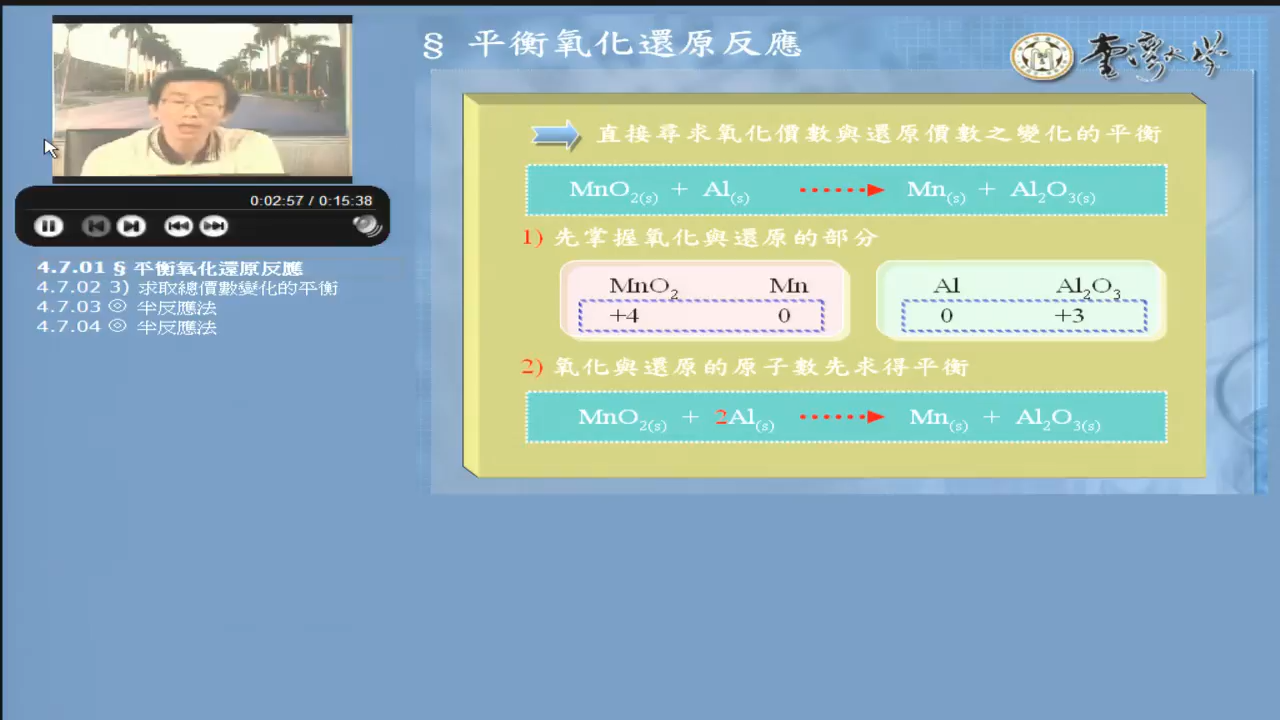 § 平衡氧化還原反應
臺灣大學
直接尋求氧化價數與還原價數之變化的平衡
MnO2(s) + Al(s) Mn(s) + Al2O3(s)
0:02:57 / 0:15:38
1) 先掌握氧化與還原的部分
4.7.01 § 平衡氧化還原反應
4.7.02 3) 求取總價數變化的平衡
4.7.03 ◎ 半反應法
4.7.04 ◎ 半反應法
MnO2 Mn
+4 0
Al Al2O3
0 +3
2) 氧化與還原的原子數先求得平衡
MnO2(s) + 2Al(s) Mn(s) + Al2O3(s)